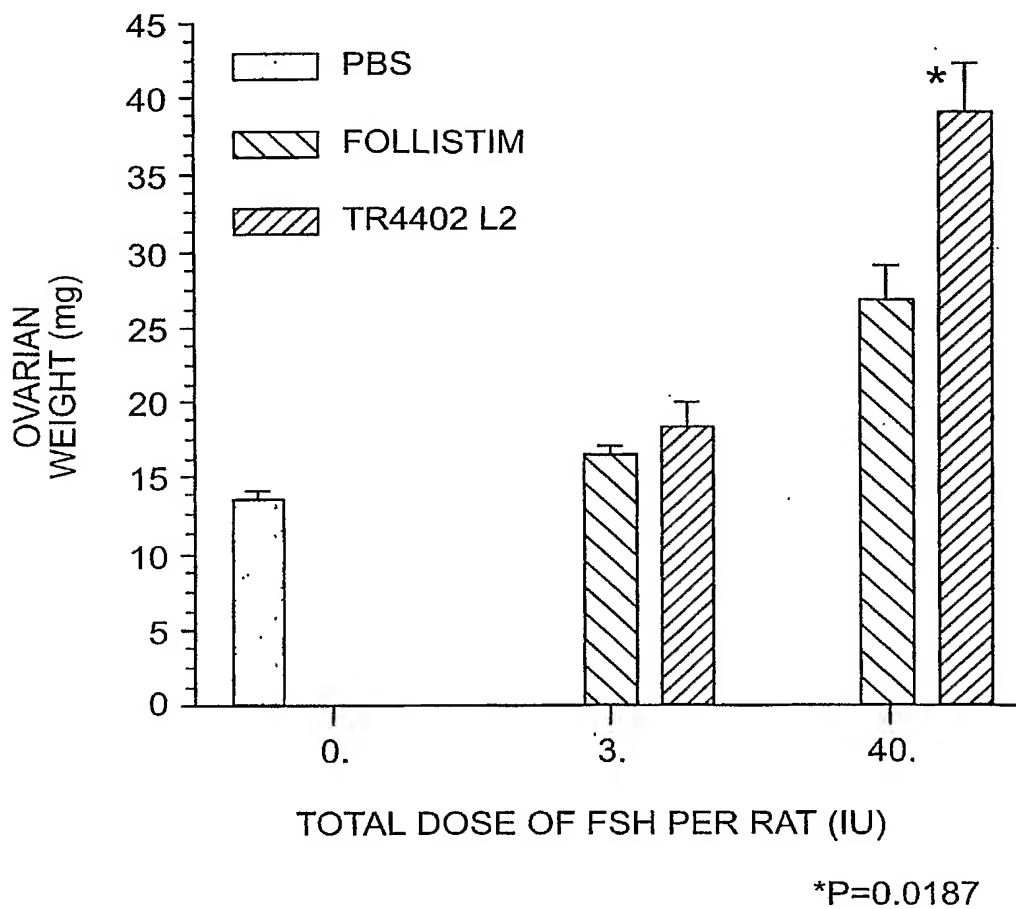 45
40
35
30
25
20
15
10
5
0
OVARIAN
WEIGHT (mg)
PBS
FOLLISTIM
TR4402 L2
*
0.
3.
40.
TOTAL DOSE OF FSH PER RAT (IU)
*P=0.0187